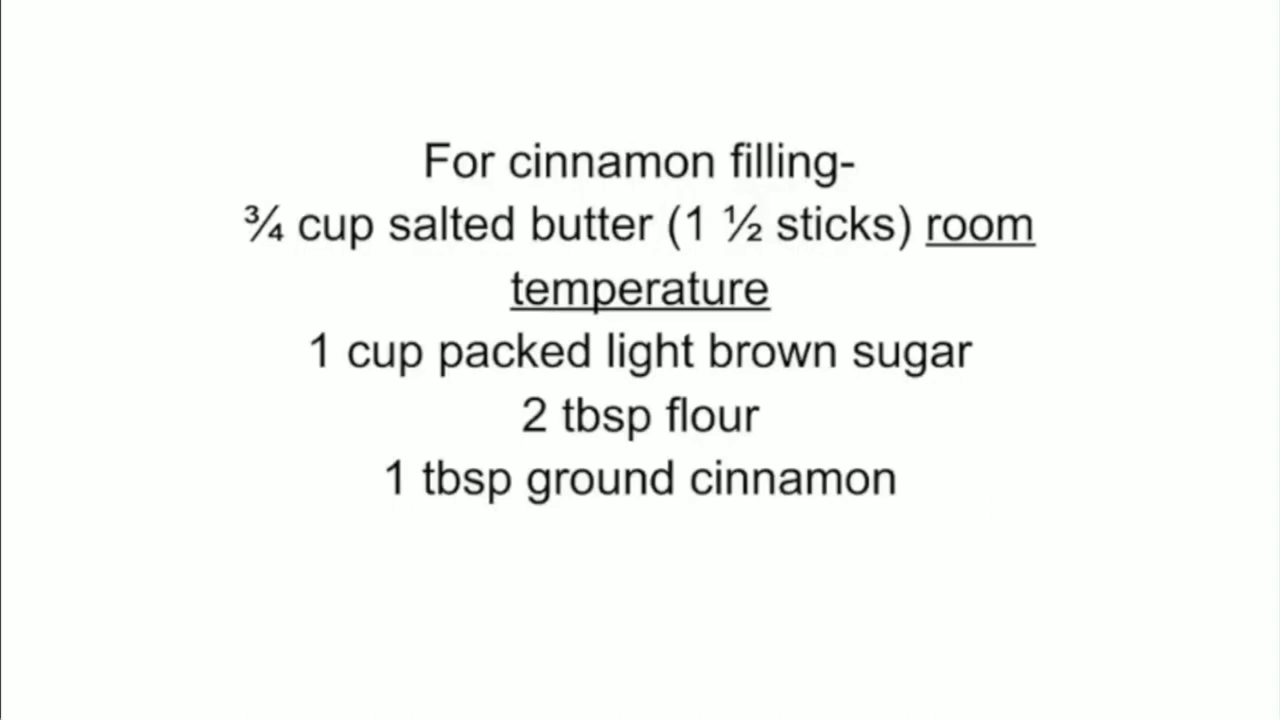 For cinnamon filling-
¾ cup salted butter (1 ½ sticks) room
temperature
1 cup packed light brown sugar
2 tbsp flour
1 tbsp ground cinnamon